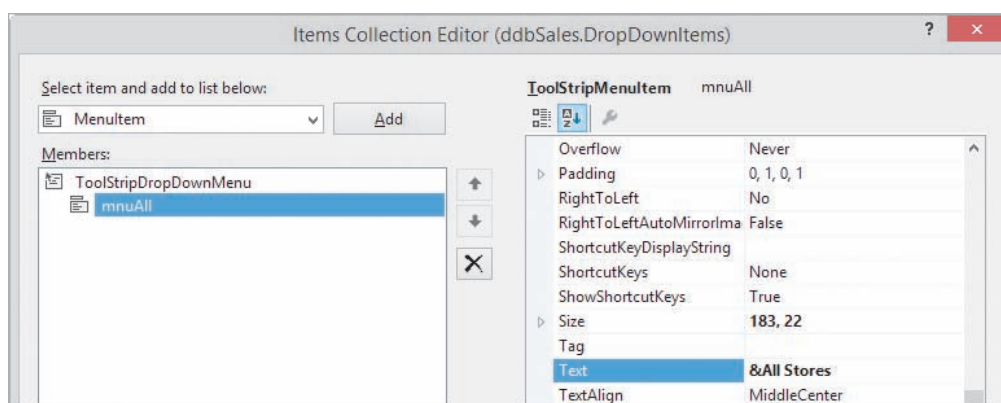 Items Collection Editor (ddbSales.DropDownItems)
?
×
Select item and add to list below:
MenuItem
Add
Members:
ToolStripDropDownMenu
mnuAll
ToolStripMenuItem mnuAll
Overflow Never
Padding 0, 1, 0, 1
RightToLeft No
RightToLeftAutoMirrorIma False
ShortcutKeyDisplayString
ShortcutKeys None
ShowShortcutKeys True
Size 183, 22
Tag
Text &All Stores
TextAlign MiddleCenter